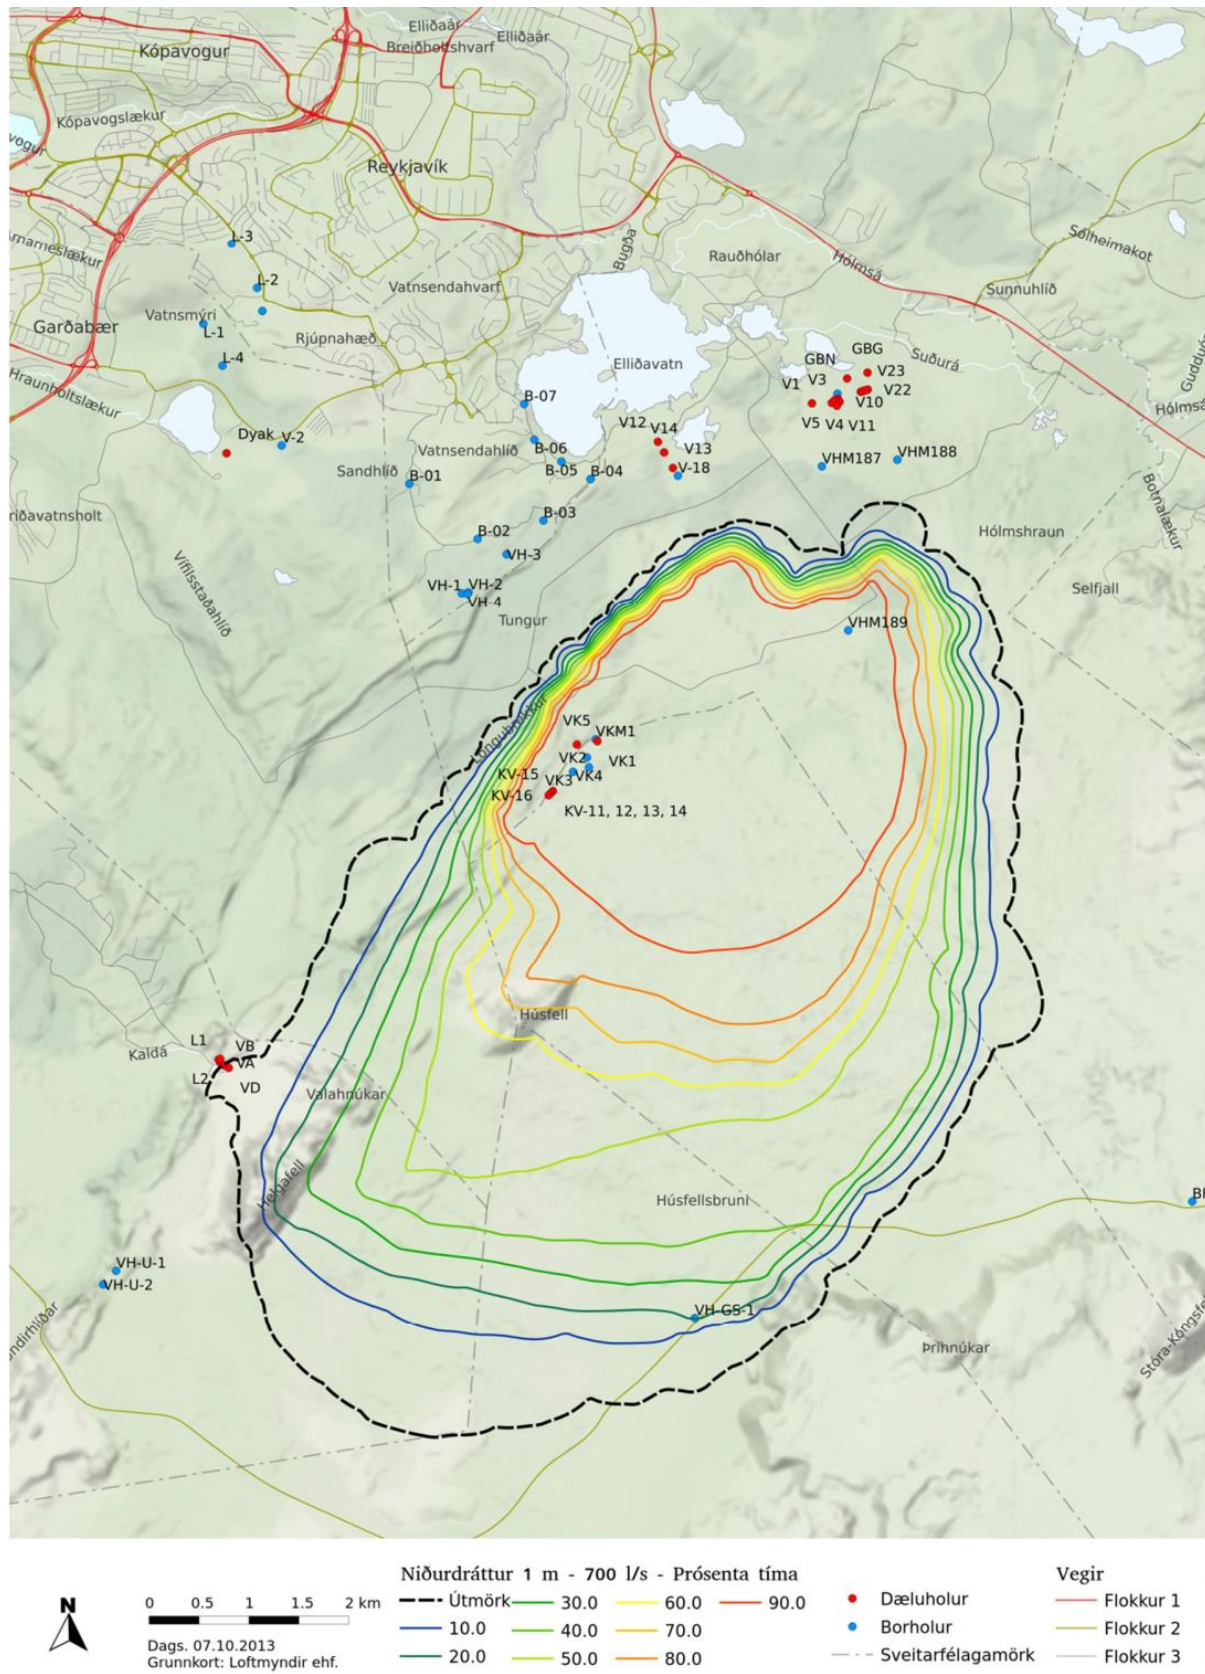 Elliðaár
Elliðaár
Breiðholtshvarf
Kópavogur
Kópavogslækur
vogur
Reykjavík
Bugða
Rauðhólar
Hólmsá
Sólheimakot
Sunnuhlíð
L-3
L-2
Vatnsendahvarf
Vatnsmýri
L-1
Garðabær
Rjúpnahæð
L-4
Elliðavatn
GBN
GBG
Suðurá
V1
V3
V23
V22
V10
V5
V4
V11
Hólmsá
Hraunholtslækur
B-07
Dyak
V-2
V12
V14
V13
V-18
Vatnsendahlíð
B-06
B-05
B-04
Sandhlíð
B-01
VHM187
VHM188
Botnalækur
B-03
B-02
VH-3
Hólmshraun
Vífilsstaðahlíð
VH-1
VH-2
VH-4
Tungur
Selfjall
VHM189
Löngubrekkur
VK5
VKM1
VK2
VK1
KV-15
VK3
VK4
KV-16
KV-11, 12, 13, 14
Húsfell
L1
VB
Kaldá
VA
L2
VD
Valahnúkar
Helgafell
Húsfellsbruni
VH-U-1
VH-U-2
VH-GS-1
Þríhnúkar
N
0 0.5 1 2 km
Dags. 07.10.2013
Grunnkort: Loftmyndir ehf.
Niðurdráttur 1 m - 700 l/s - Prósenta tíma
Útmörk 30.0 60.0 90.0
10.0 40.0 70.0
20.0 50.0 80.0
Dæluholur
Borholur
Sveitarfélagamörk
Vegir
Flokkur 1
Flokkur 2
Flokkur 3